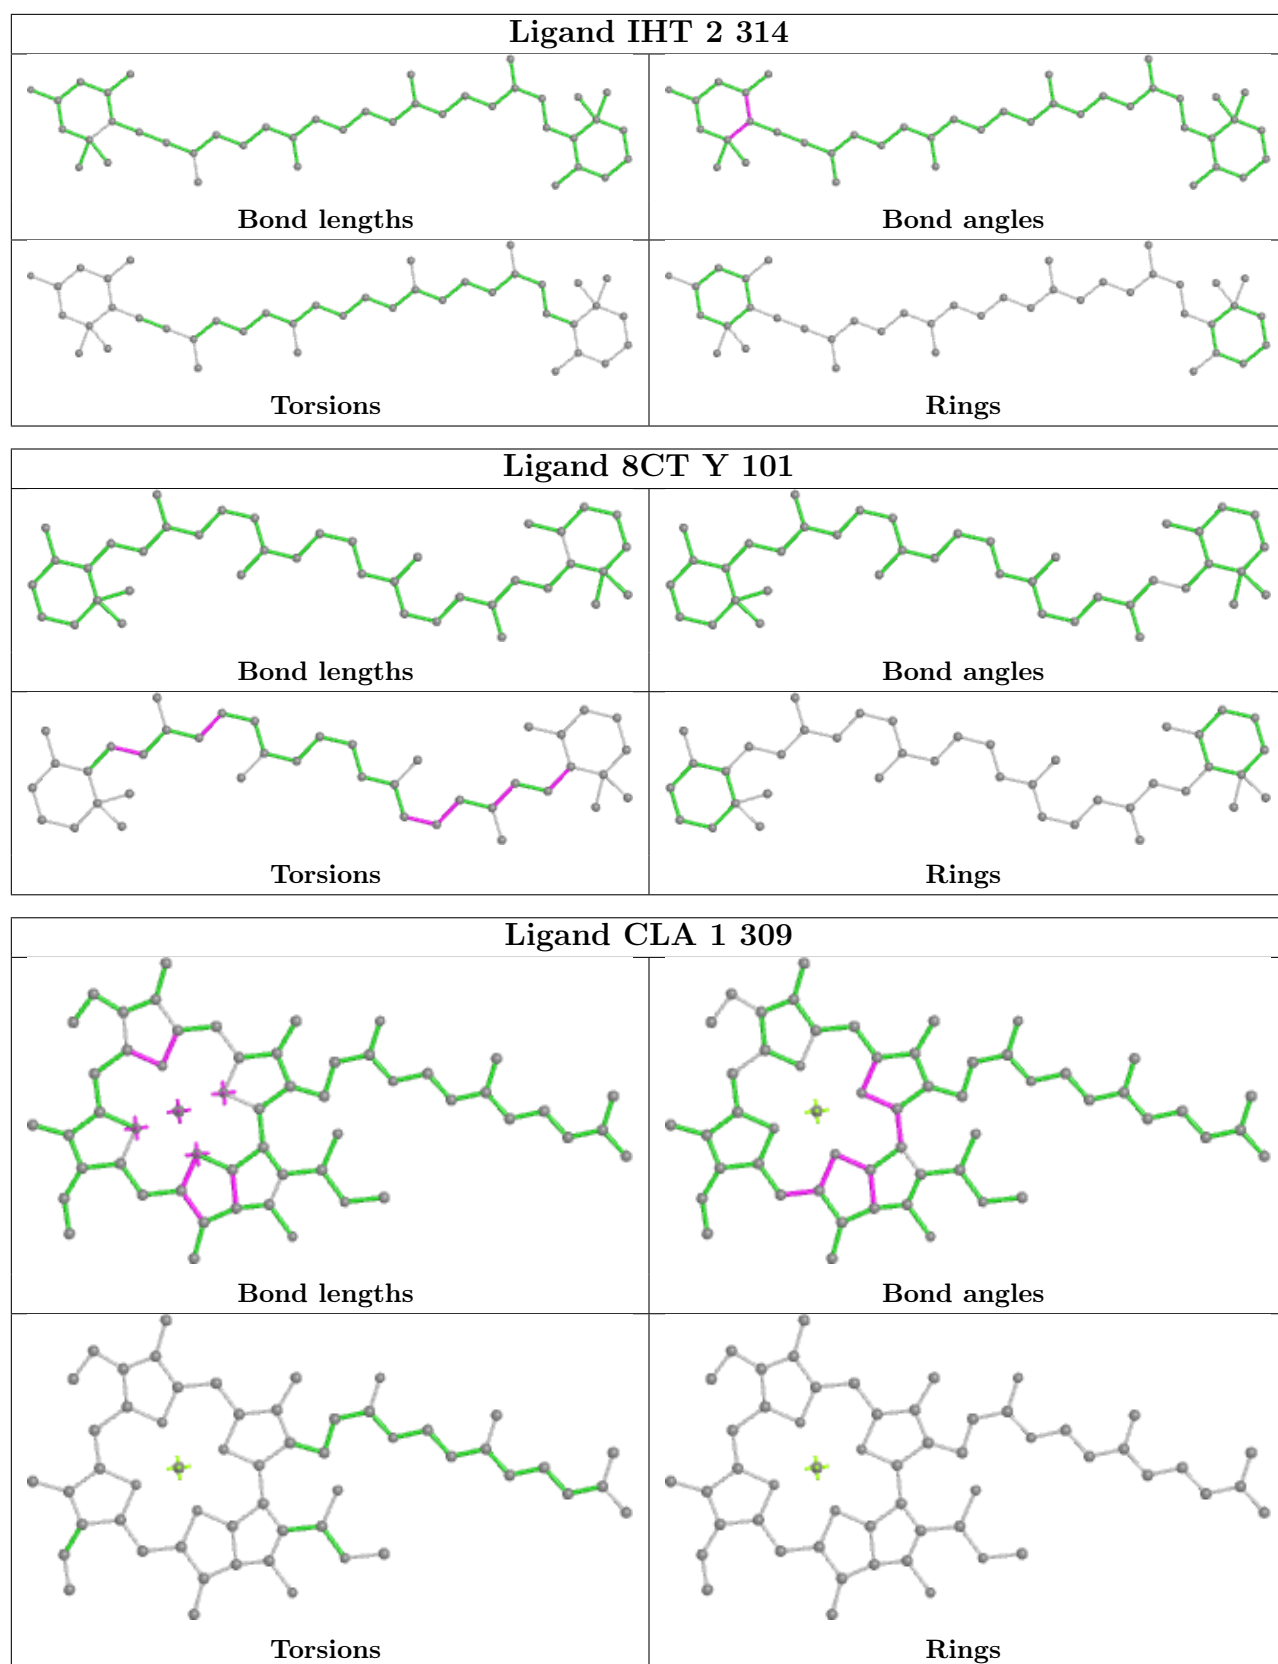 Ligand IHT 2 314
Bond lengths
Bond angles
Torsions
Rings
Ligand 8CT Y 101
Bond lengths
Bond angles
Torsions
Rings
Ligand CLA 1 309
Bond lengths
Bond angles
Torsions
Rings